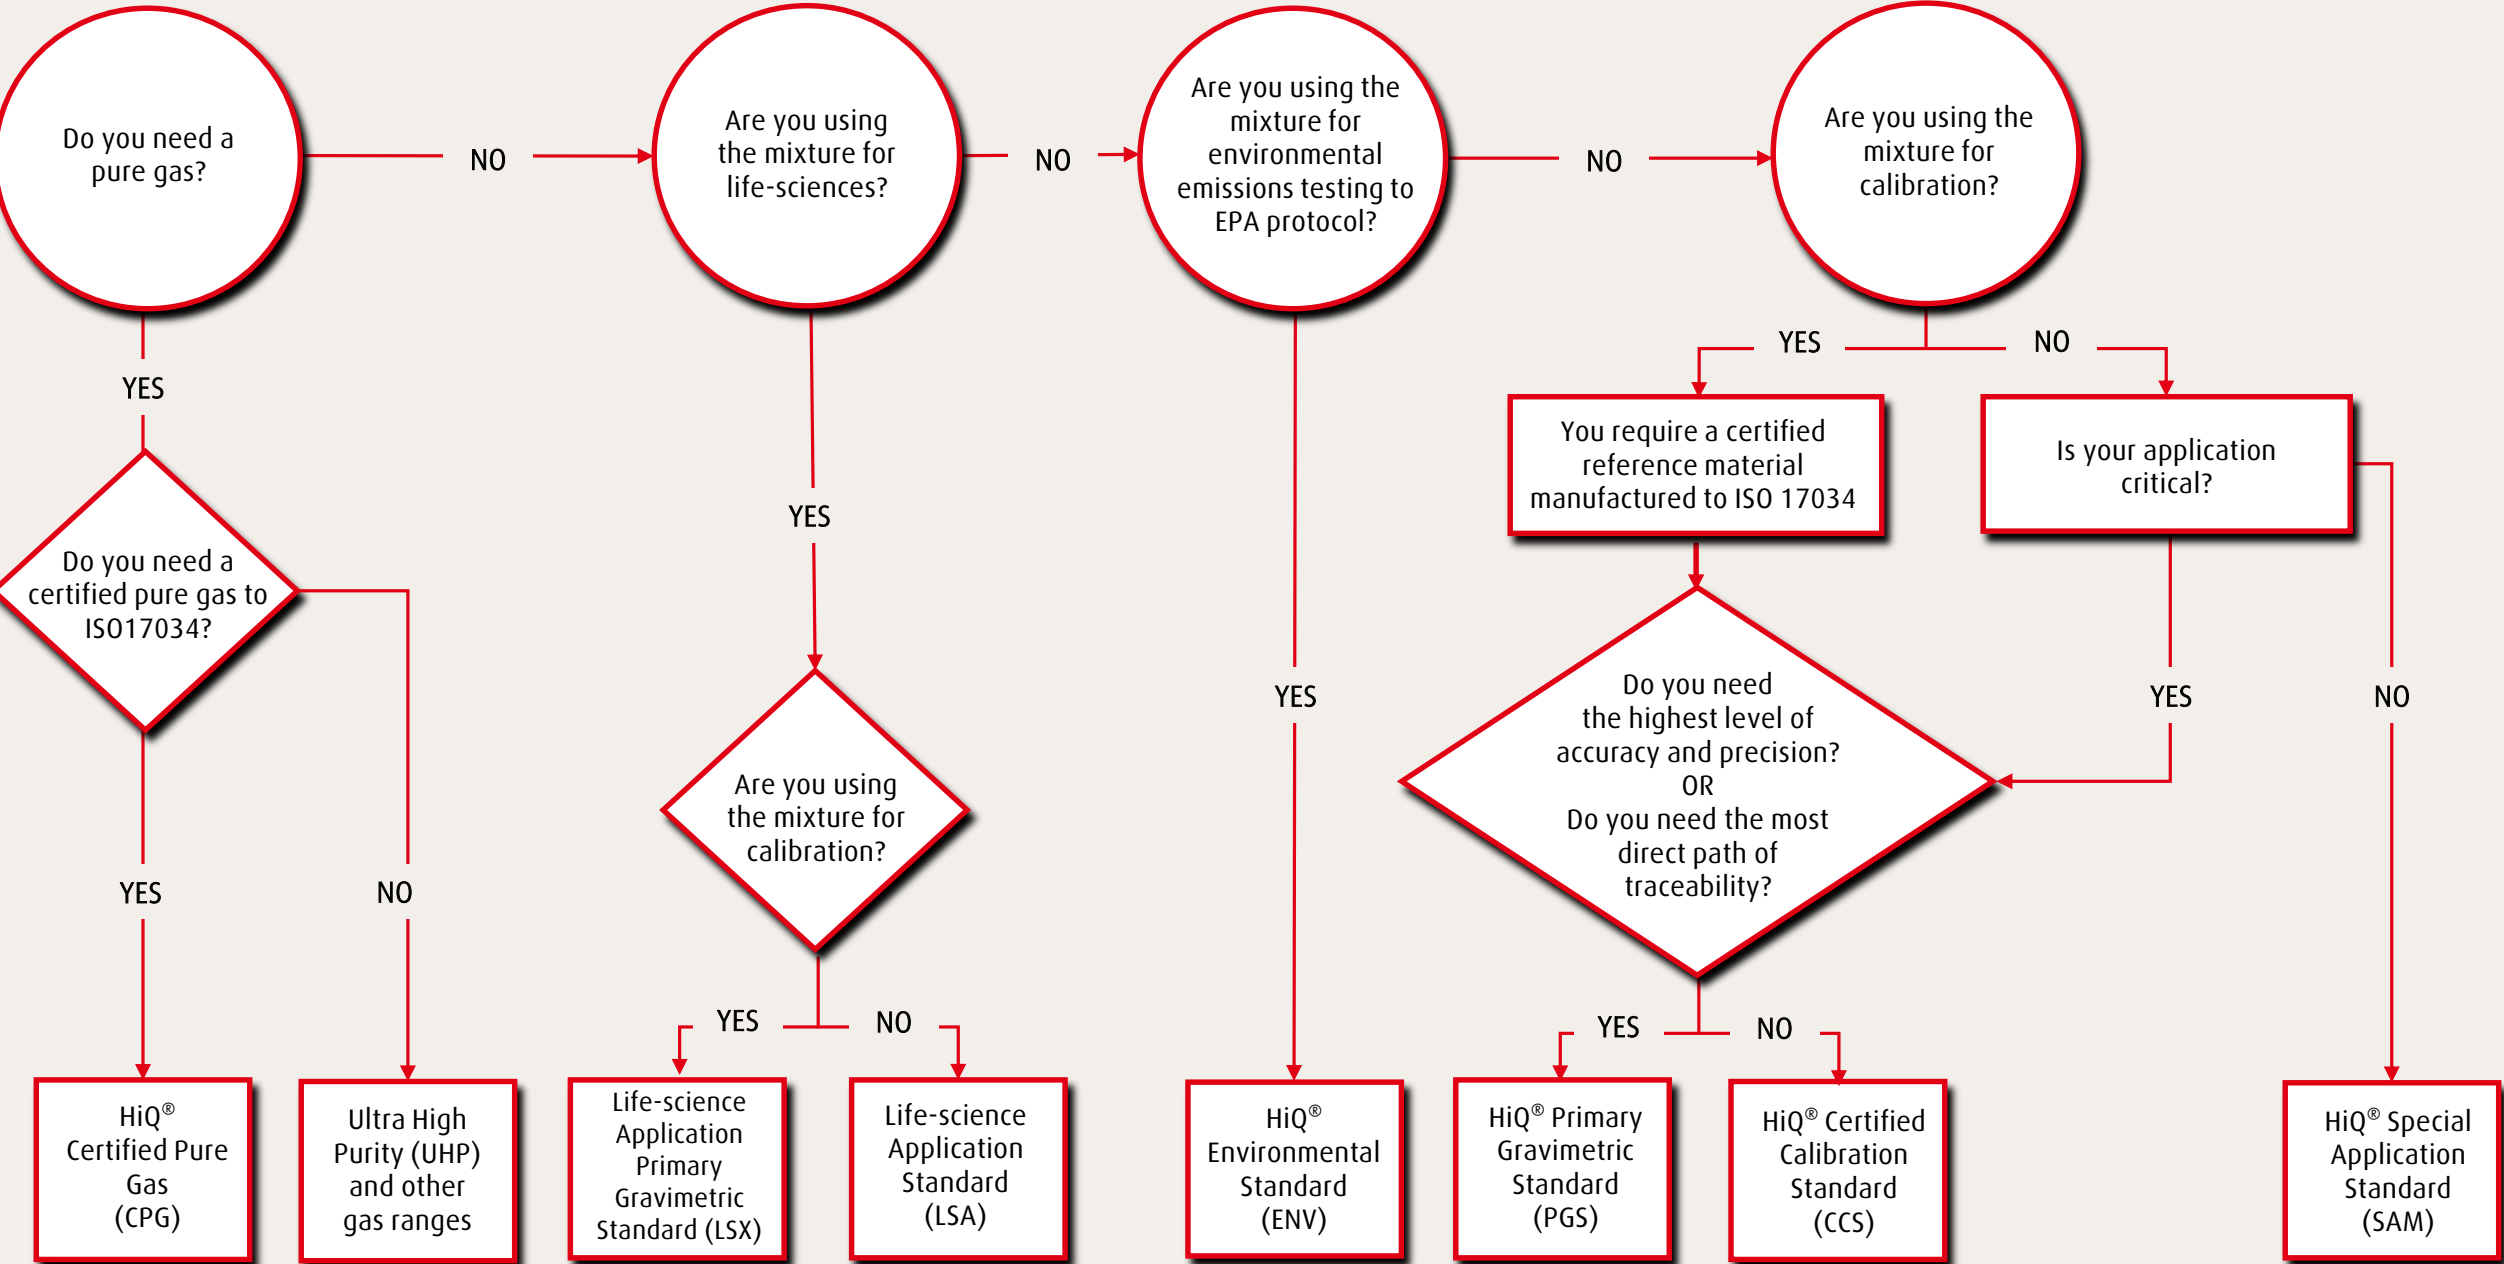 Do you need a
pure gas?
NO
Are you using
the mixture for
life-sciences?
NO
Are you using the
mixture for
environmental
emissions testing to
EPA protocol?
NO
Are you using the
mixture for
calibration?
YES
NO
YES
You require a certified
reference material
manufactured to ISO 17034
Is your application
critical?
YES
Do you need a
certified pure gas to
ISO17034?
YES
YES
NO
Do you need
the highest level of
accuracy and precision?
OR
Do you need the most
direct path of
traceability?
Are you using
the mixture for
calibration?
YES
NO
YES
NO
YES
NO
HiQ®
Certified Pure
Gas
(CPG)
Ultra High
Purity (UHP)
and other
gas ranges
Life-science
Application
Primary
Gravimetric
Standard (LSX)
Life-science
Application
Standard
(LSA)
HiQ®
Environmental
Standard
(ENV)
HiQ® Primary
Gravimetric
Standard
(PGS)
HiQ® Certified
Calibration
Standard
(CCS)
HiQ® Special
Application
Standard
(SAM)